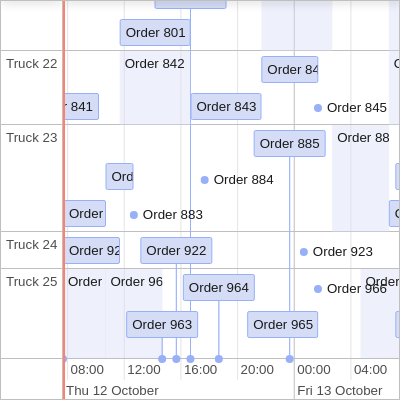 Order 801
Truck 22
Order 842
Order 84
841
Order 843
Order 845
Truck 23
Order 88
Order 885
Ord
Order 884
Order
Order 883
Truck 24
Order 92
Order 922
Order 923
Truck 25
Order
Order 96
Order
Order 964
Order 966
Order 963
Order 965
08:00
12:00
16:00
20:00
00:00
04:00
Thu 12 October
Fri 13 October